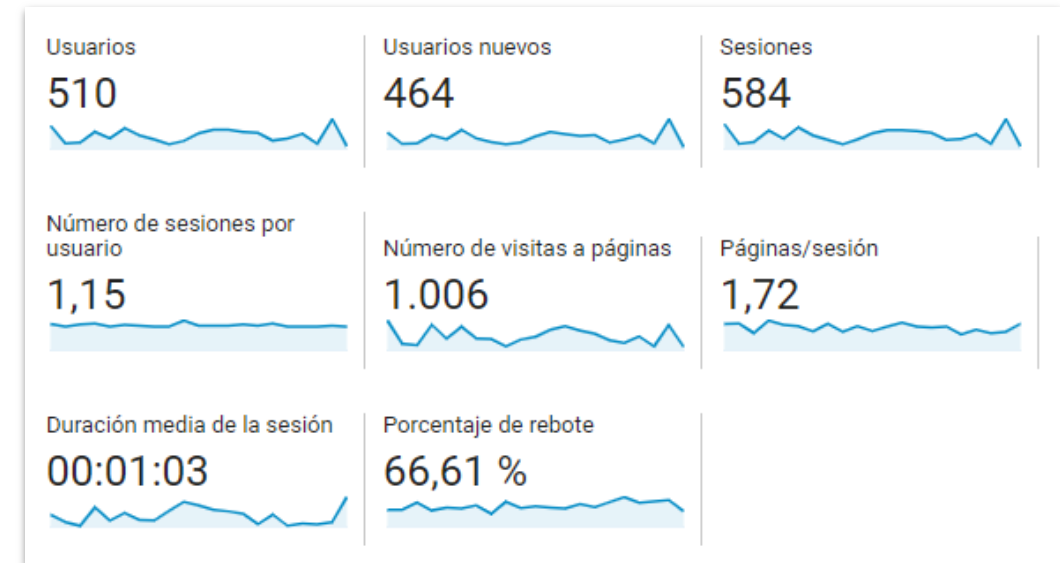 Usuarios
510
Usuarios nuevos
464
Sesiones
584
Número de sesiones por
usuario
1,15
Número de visitas a páginas
1.006
Páginas/sesión
1,72
Duración media de la sesión
00:01:03
Porcentaje de rebote
66,61 %